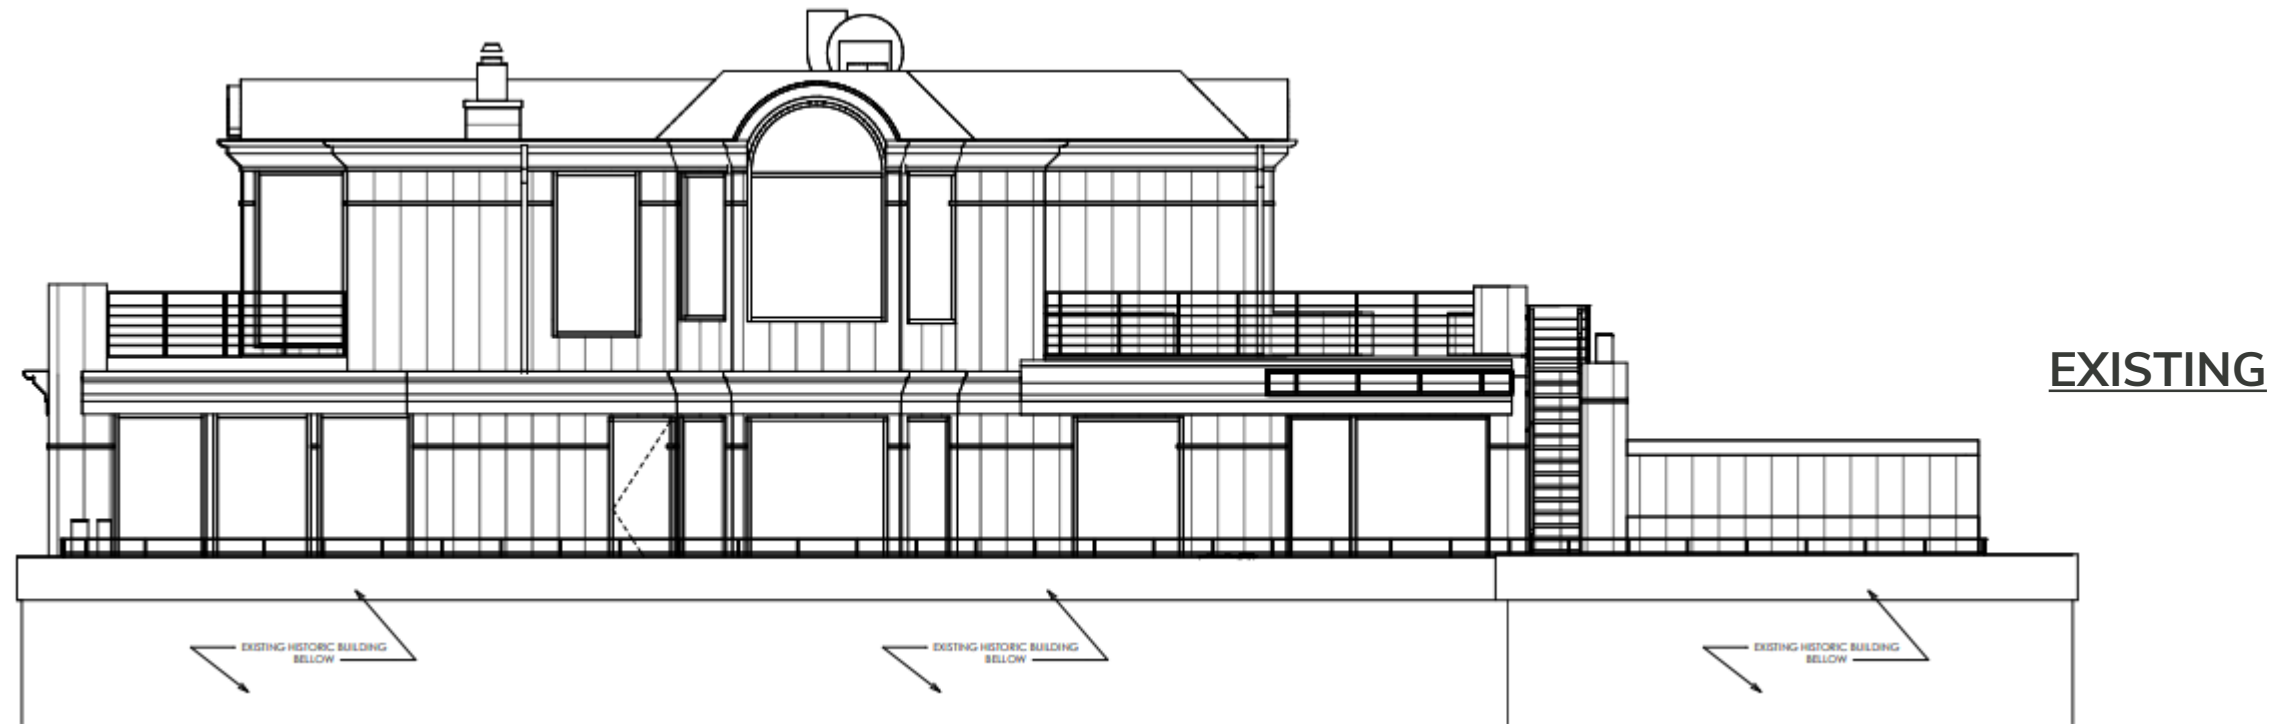 EXISTING
EXISTING HISTORIC BUILDING
BELLOW
EXISTING HISTORIC BUILDING
BELLOW
EXISTING HISTORIC BUILDING
BELLOW